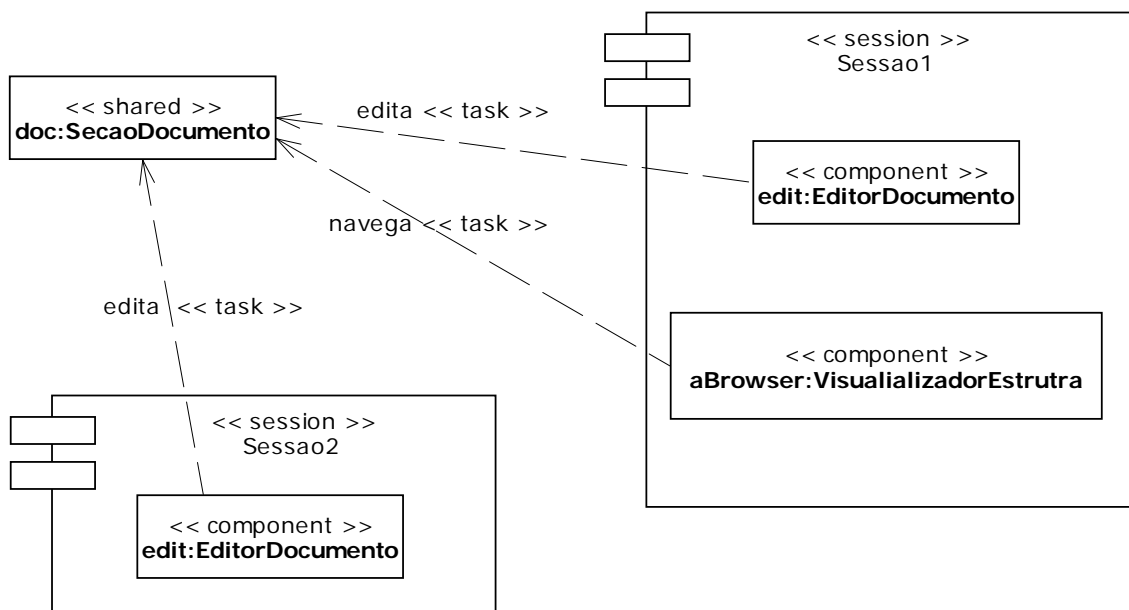 << session >>
Sessao1
<< shared >>
doc:SecaoDocumento
edita << task >>
<< component >>
edit:EditorDocumento
navega << task >>
edita << task >>
<< component >>
aBrowser:VisualializadorEstrutra
<< session >>
Sessao2
<< component >>
edit:EditorDocumento